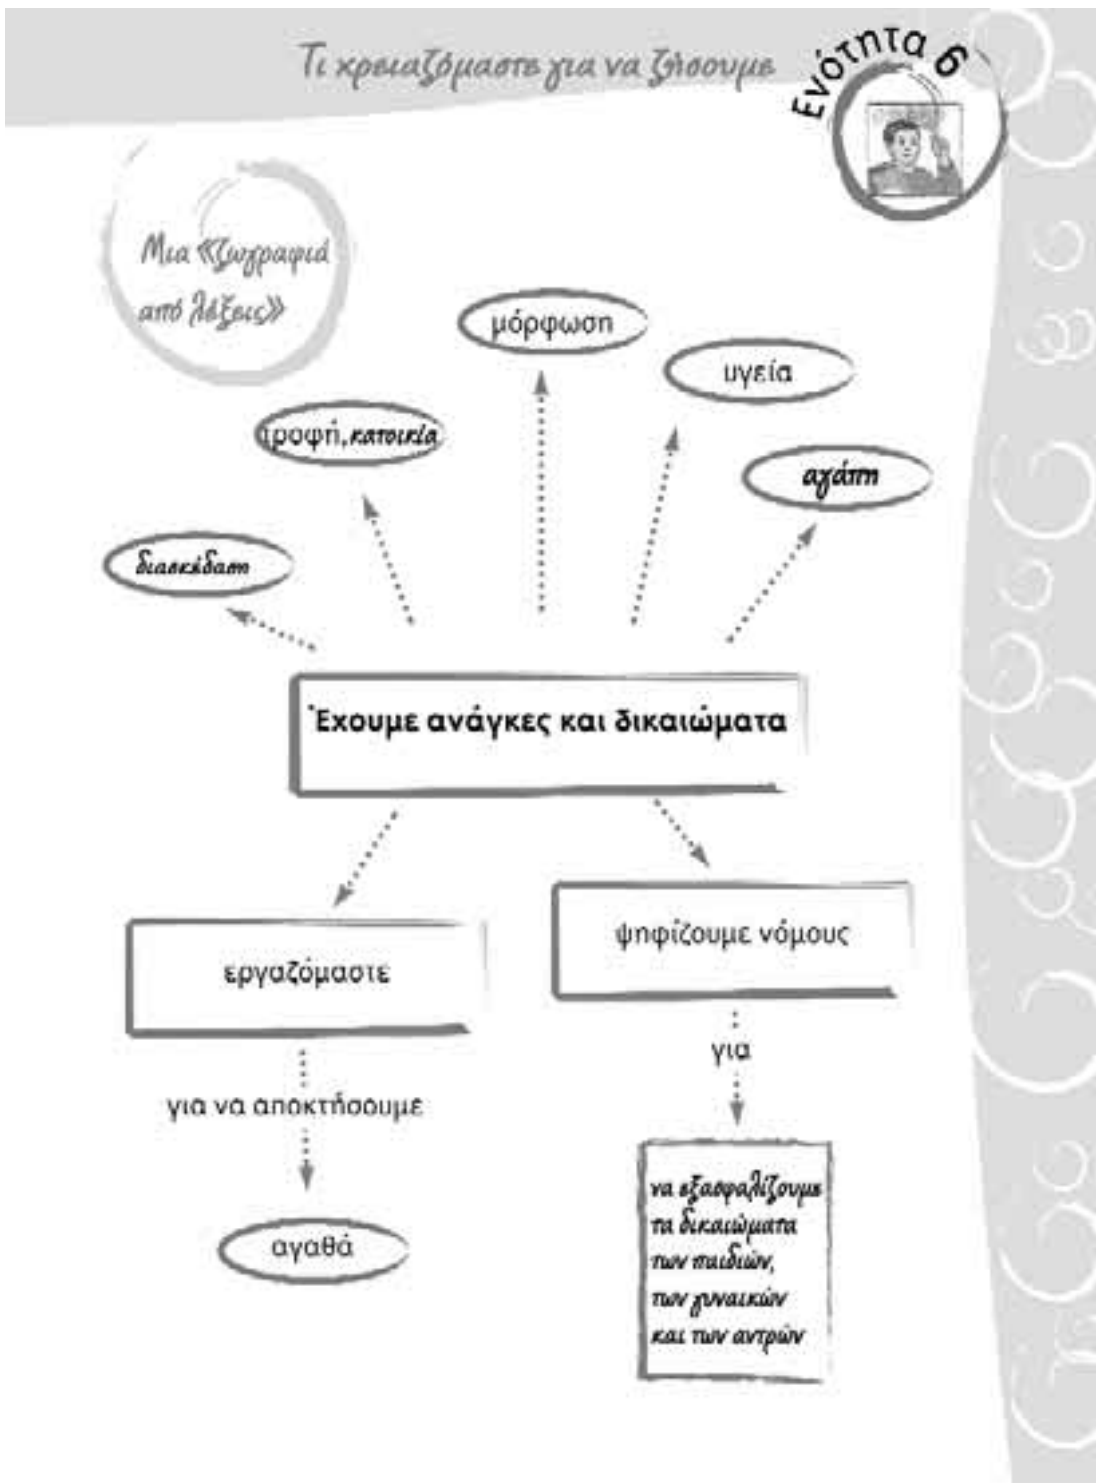 Τι χρειαζόμαστε για να ζήσουμε
Ενότητα 6
Μια «ζωγραφιά
από λέξεις»
μόρφωση
υγεία
τροφή, κατοικία
αγάπη
διασκέδαση
Έχουμε ανάγκες και δικαιώματα
ψηφίζουμε νόμους
εργαζόμαστε
για
για να αποκτήσουμε
να εξασφαλίζουμε
τα δικαιώματα
των παιδιών,
των γυναικών
και των αντρών
αγαθά